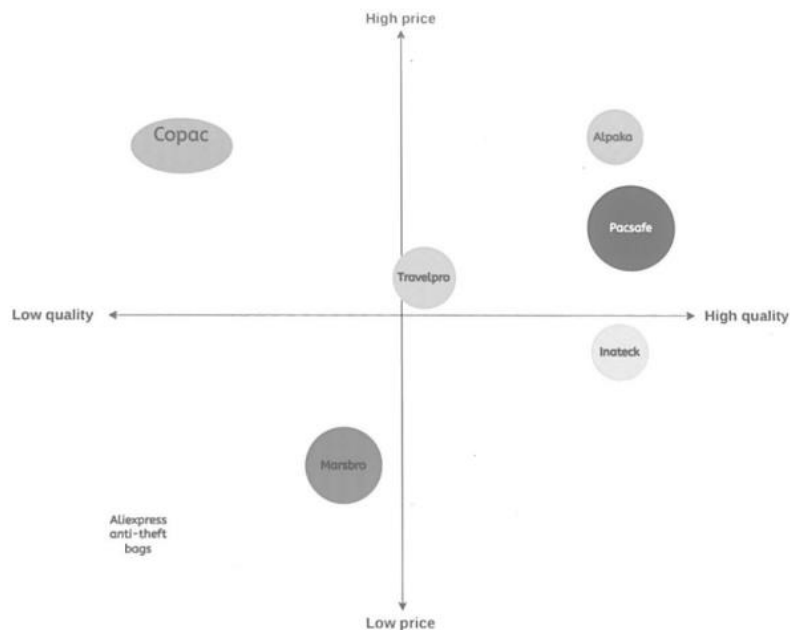 High price
Copac
Alpaka
Pacsafe
Travelpro
Low quality
High quality
Inateck
Marsbro
Aliexpress
anti-theft
bags
Low price